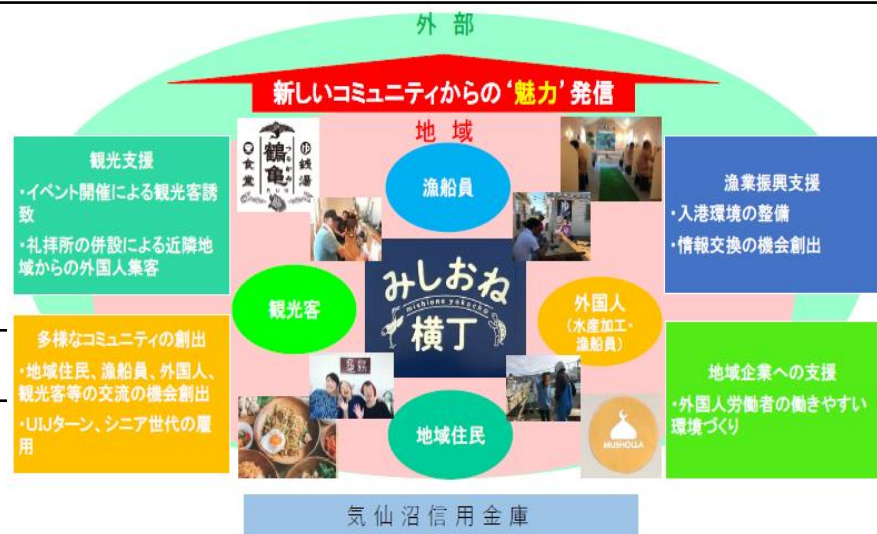 外 部
新しいコミュニティからの‘魅力’発信
地 域
観光支援
・イベント開催による観光客誘
致
・礼拝所の併設による近隣地
域からの外国人集客
食堂
鶴亀
銭湯
漁船員
漁業振興支援
・入港環境の整備
・情報交換の機会創出
観光客
みしおね
mishione yokocho
横丁
外国人
（水産加工・
漁船員）
多様なコミュニティの創出
・地域住民、漁船員、外国人、
観光客等の交流の機会創出
・UIJターン、シニア世代の雇
用
地域住民
MUSHOLLA
地域企業への支援
・外国人労働者の働きやすい
環境づくり
気仙沼信用金庫